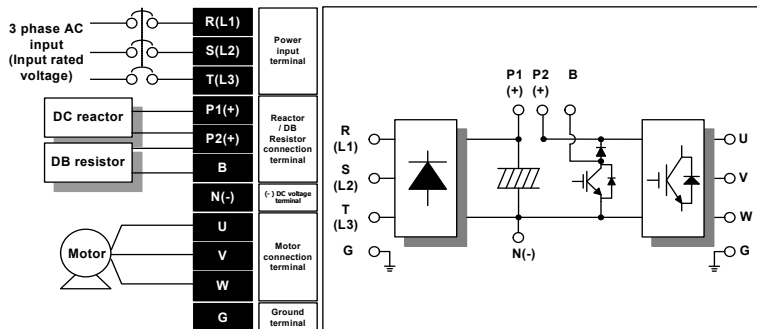 3 phase AC
input
(Input rated
voltage)
R(L1)
S(L2)
T(L3)
Power
input
terminal
DC reactor
DB resistor
P1(+)
P2(+)
B
Reactor
/ DB
Resistor
connection
terminal
N(-)
(-) DC voltage
terminal
Motor
U
V
W
Motor
connection
terminal
G
Ground
terminal
P1 P2 B
(+) (+)
R
(L1)
S
(L2)
T
(L3)
G
N(-)
U
V
W
G